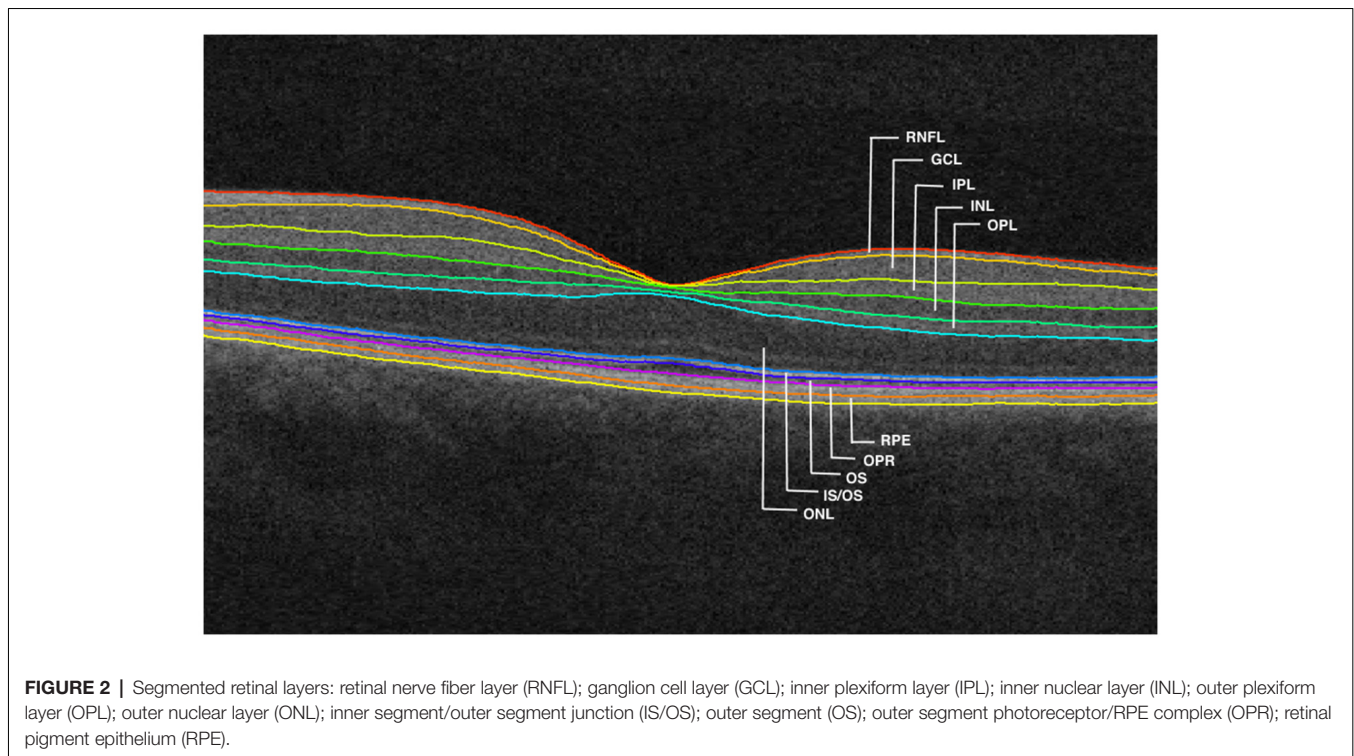 RNFL
GCL
IPL
INL
OPL
RPE
OPR
OS
IS/OS
ONL
FIGURE 2 | Segmented retinal layers: retinal nerve fiber layer (RNFL); ganglion cell layer (GCL); inner plexiform layer (IPL); inner nuclear layer (INL); outer plexiform
layer (OPL); outer nuclear layer (ONL); inner segment/outer segment junction (IS/OS); outer segment (OS); outer segment photoreceptor/RPE complex (OPR); retinal
pigment epithelium (RPE).